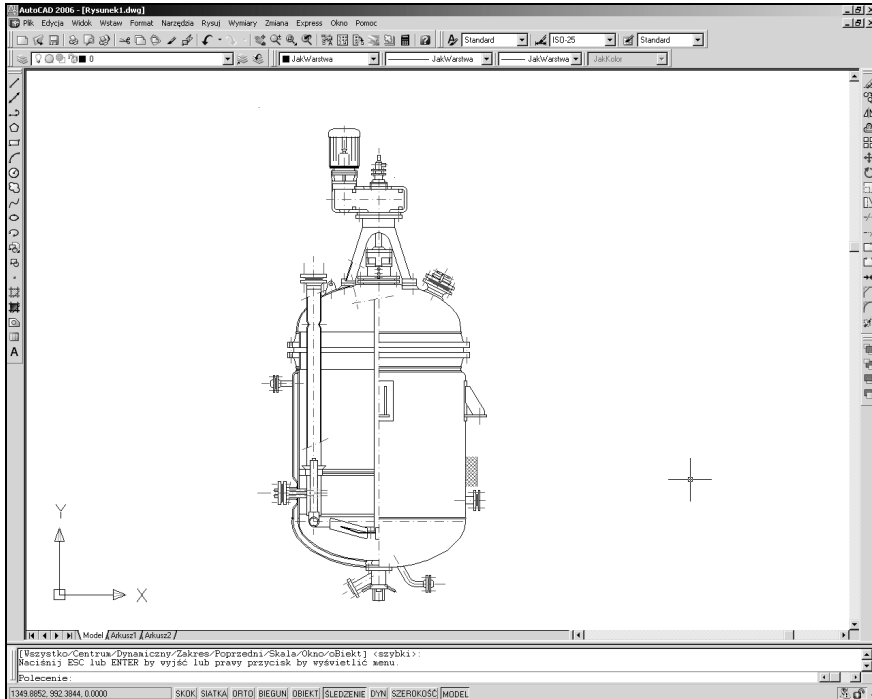 AutoCAD 2006 - [Rysunek1.dwg]
Plik Edycja Widok Wstaw Format Narzędzia Rysuj Wymiary Zmiana Express Okno Pomoc
Standard ISO-25 Standard
0 JakWarstwa JakWarstwa JakWarstwa JakKolor
A
Y
X
Model Arkusz1 Arkusz2
[Wszystko/Centrum/Dynamiczny/Zakres/Poprzedni/Skala/Okno/oBiekt] <szybki>:
Naciśnij ESC lub ENTER by wyjść lub prawy przycisk by wyświetlić menu.
Polecenie:
1349.8852, 992.3844, 0.0000 SKOK SIATKA ORTO BIEGUN OBIEKT ŚLEDZENIE DYN SZEROKOŚĆ MODEL